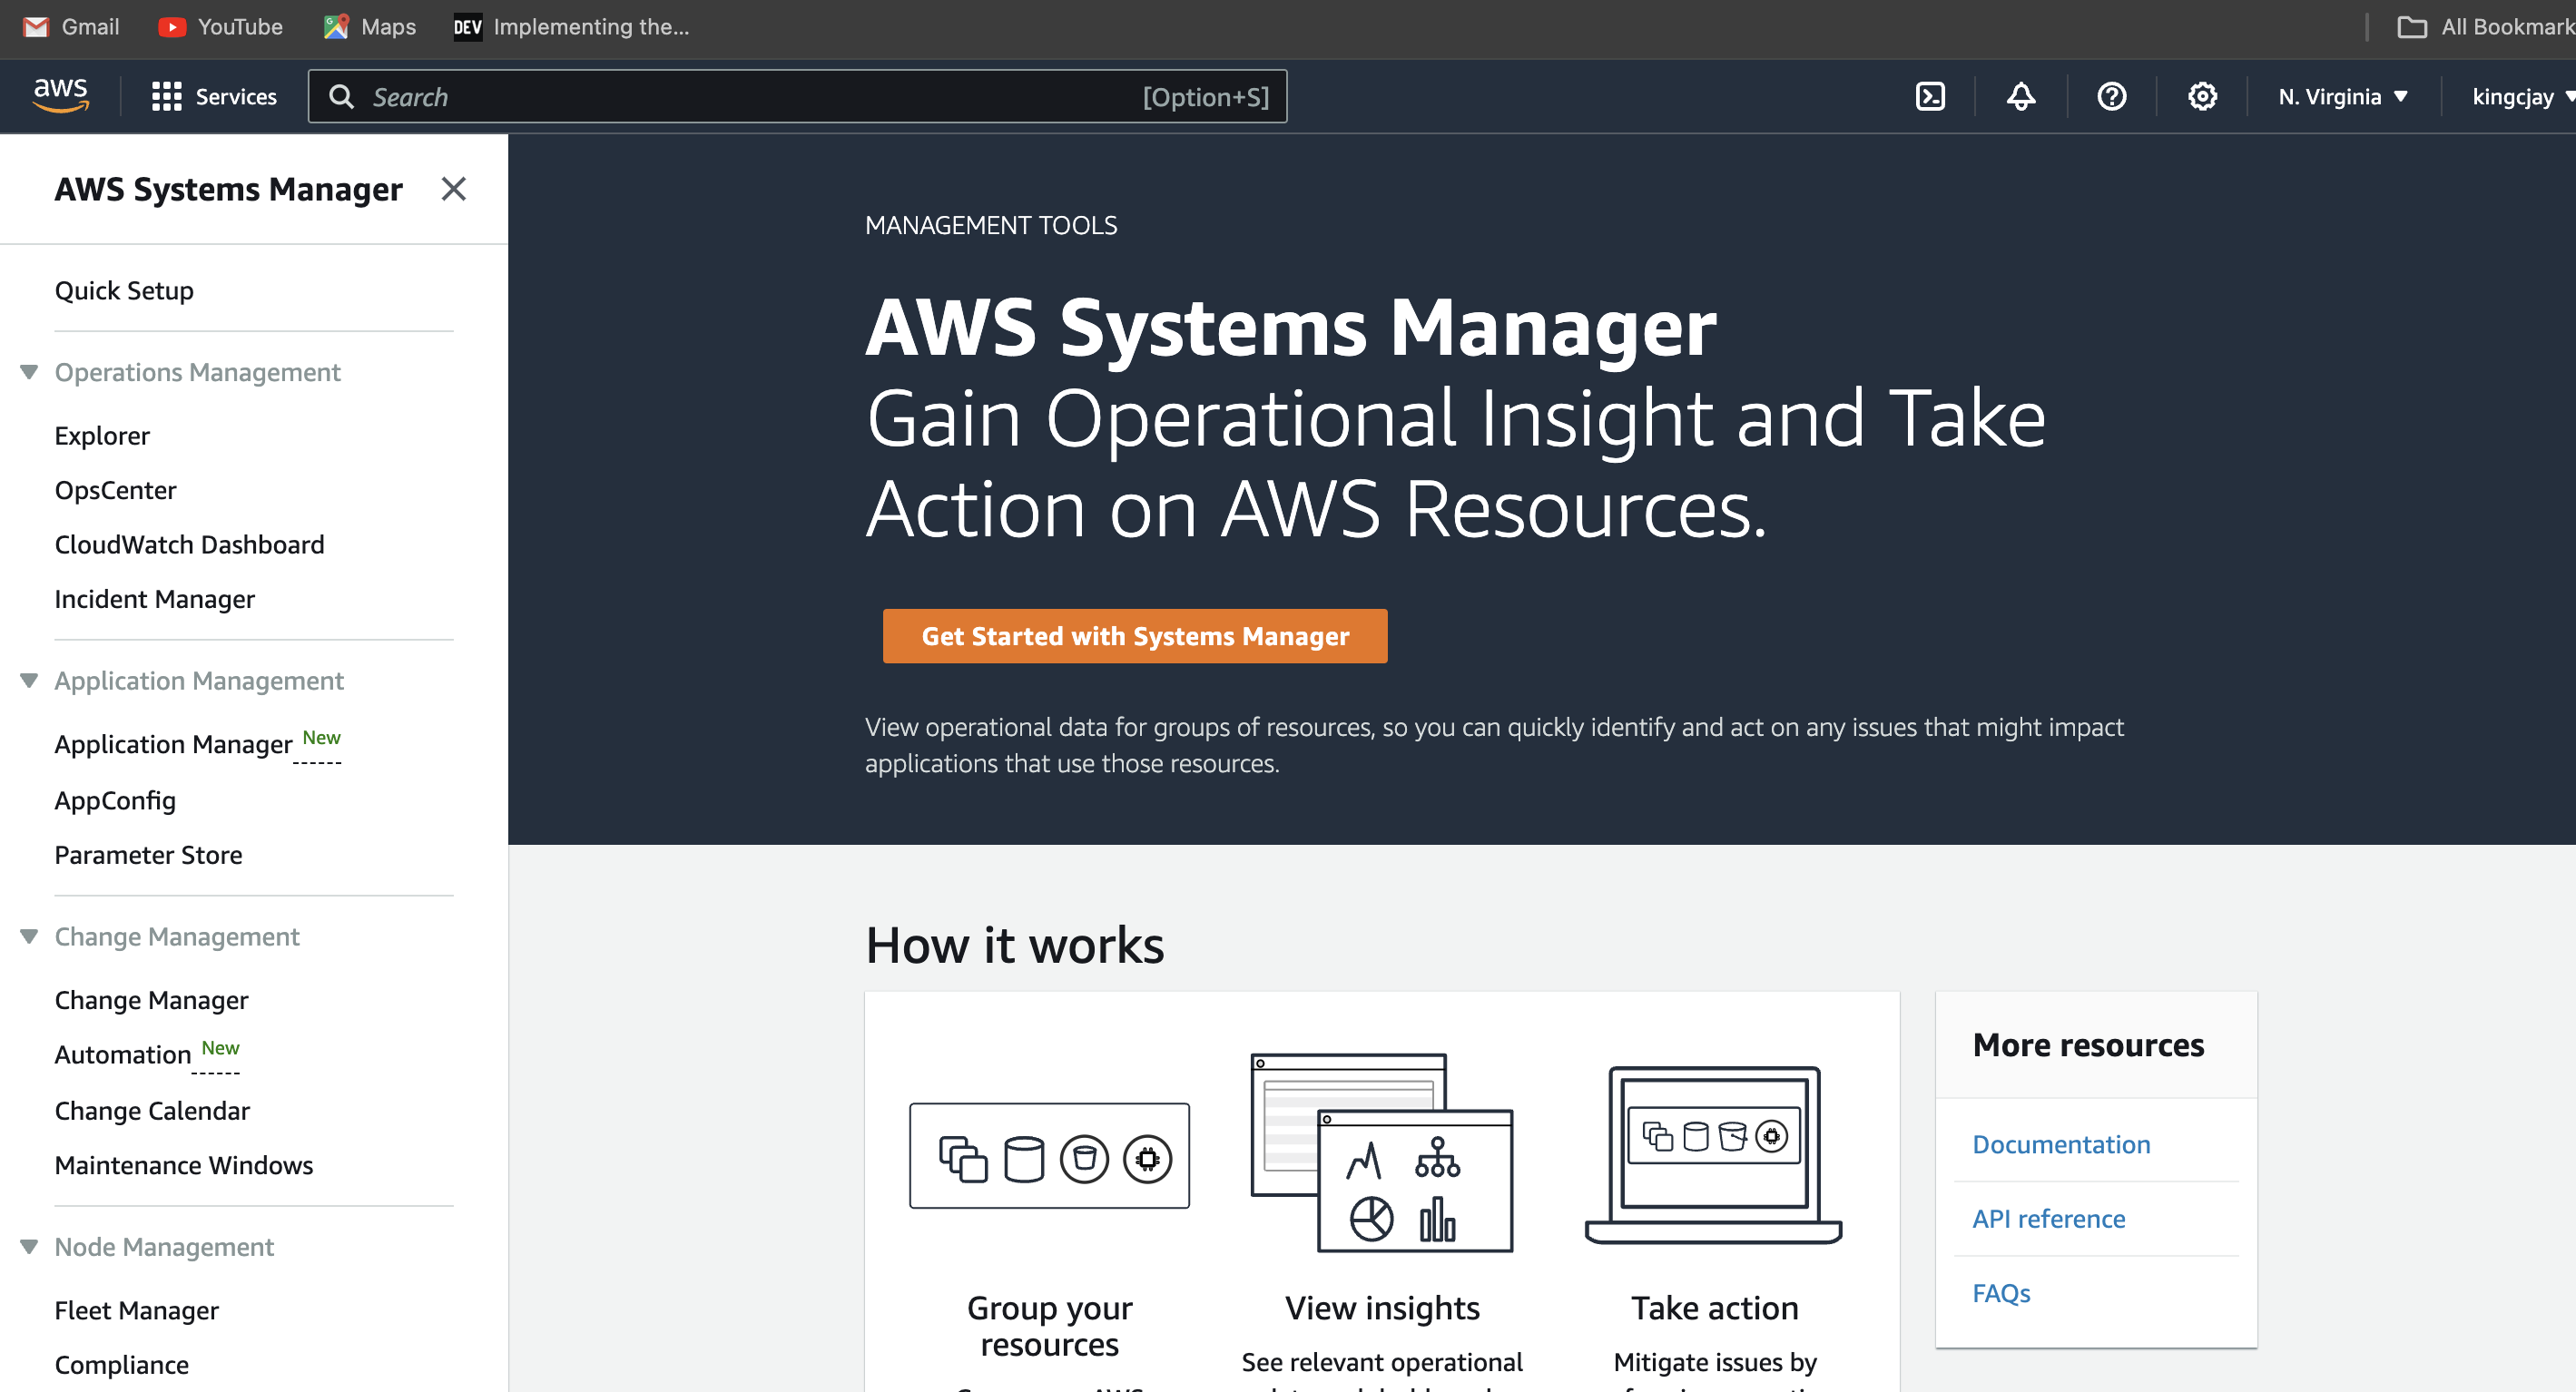 Gmail
YouTube
Maps
DEV Implementing the...
All Bookmark
aws
Services
Search [Option+S]
N. Virginia
kingcjay
AWS Systems Manager
Quick Setup
Operations Management
Explorer
OpsCenter
CloudWatch Dashboard
Incident Manager
Application Management
Application Manager New
AppConfig
Parameter Store
Change Management
Change Manager
Automation New
Change Calendar
Maintenance Windows
Node Management
Fleet Manager
Compliance
MANAGEMENT TOOLS
AWS Systems Manager
Gain Operational Insight and Take
Action on AWS Resources.
Get Started with Systems Manager
View operational data for groups of resources, so you can quickly identify and act on any issues that might impact
applications that use those resources.
How it works
Group your
resources
View insights
See relevant operational
Take action
Mitigate issues by
More resources
Documentation
API reference
FAQs